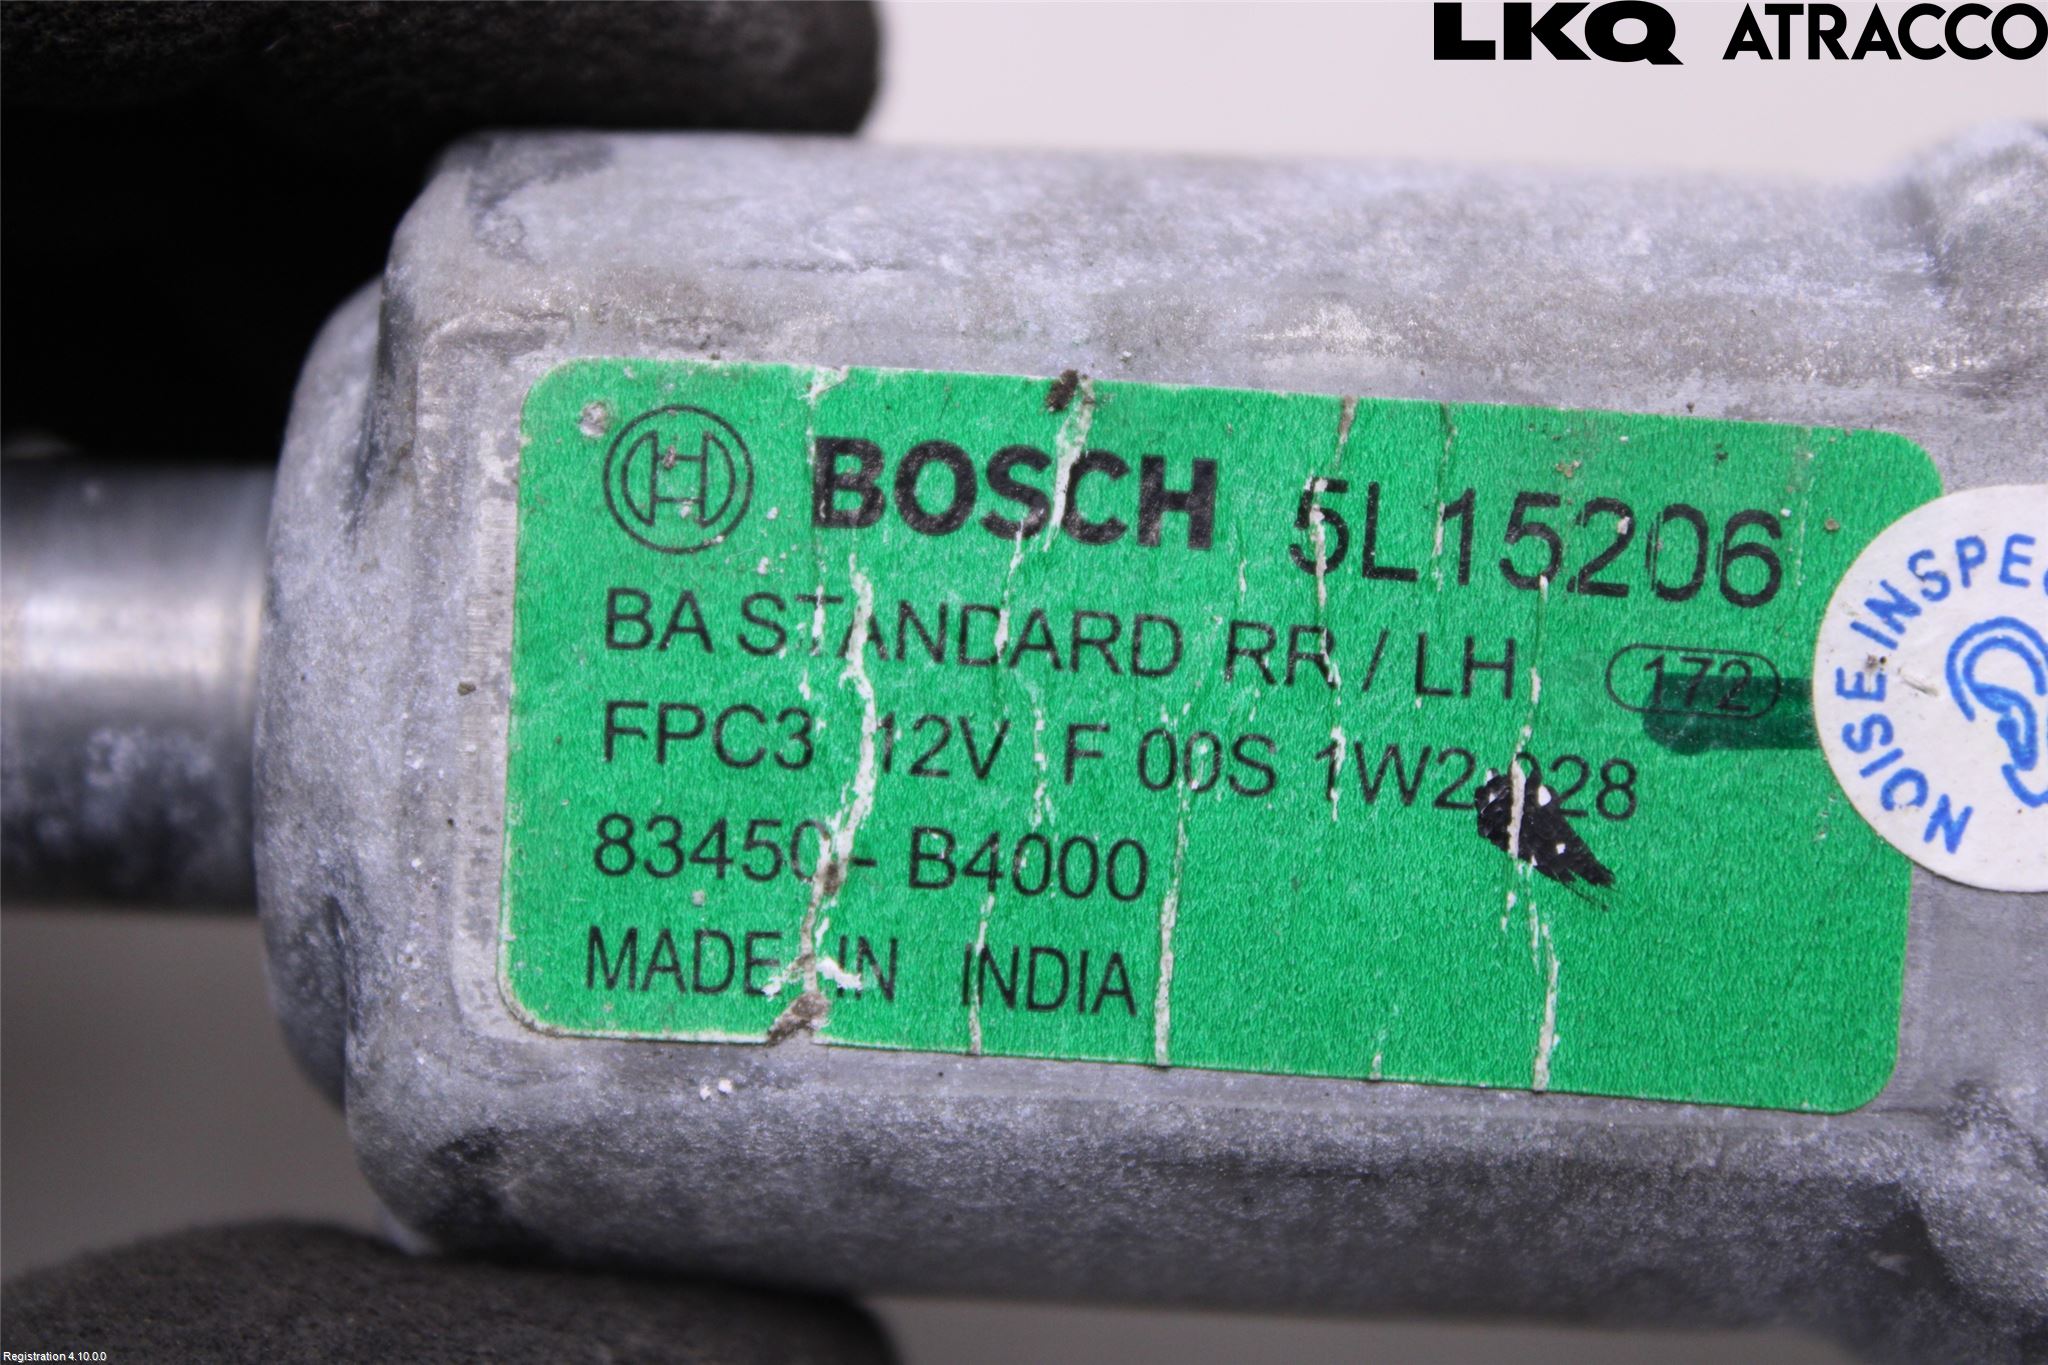 LKQ ATRACCO
BOSCH 5L15206
BA STANDARD RR / LH 172
FPC3 12V F 00S 1W2 028
83450 - B4000
MADE IN INDIA
NOISE INSPEC
Registration 4.10.0.0